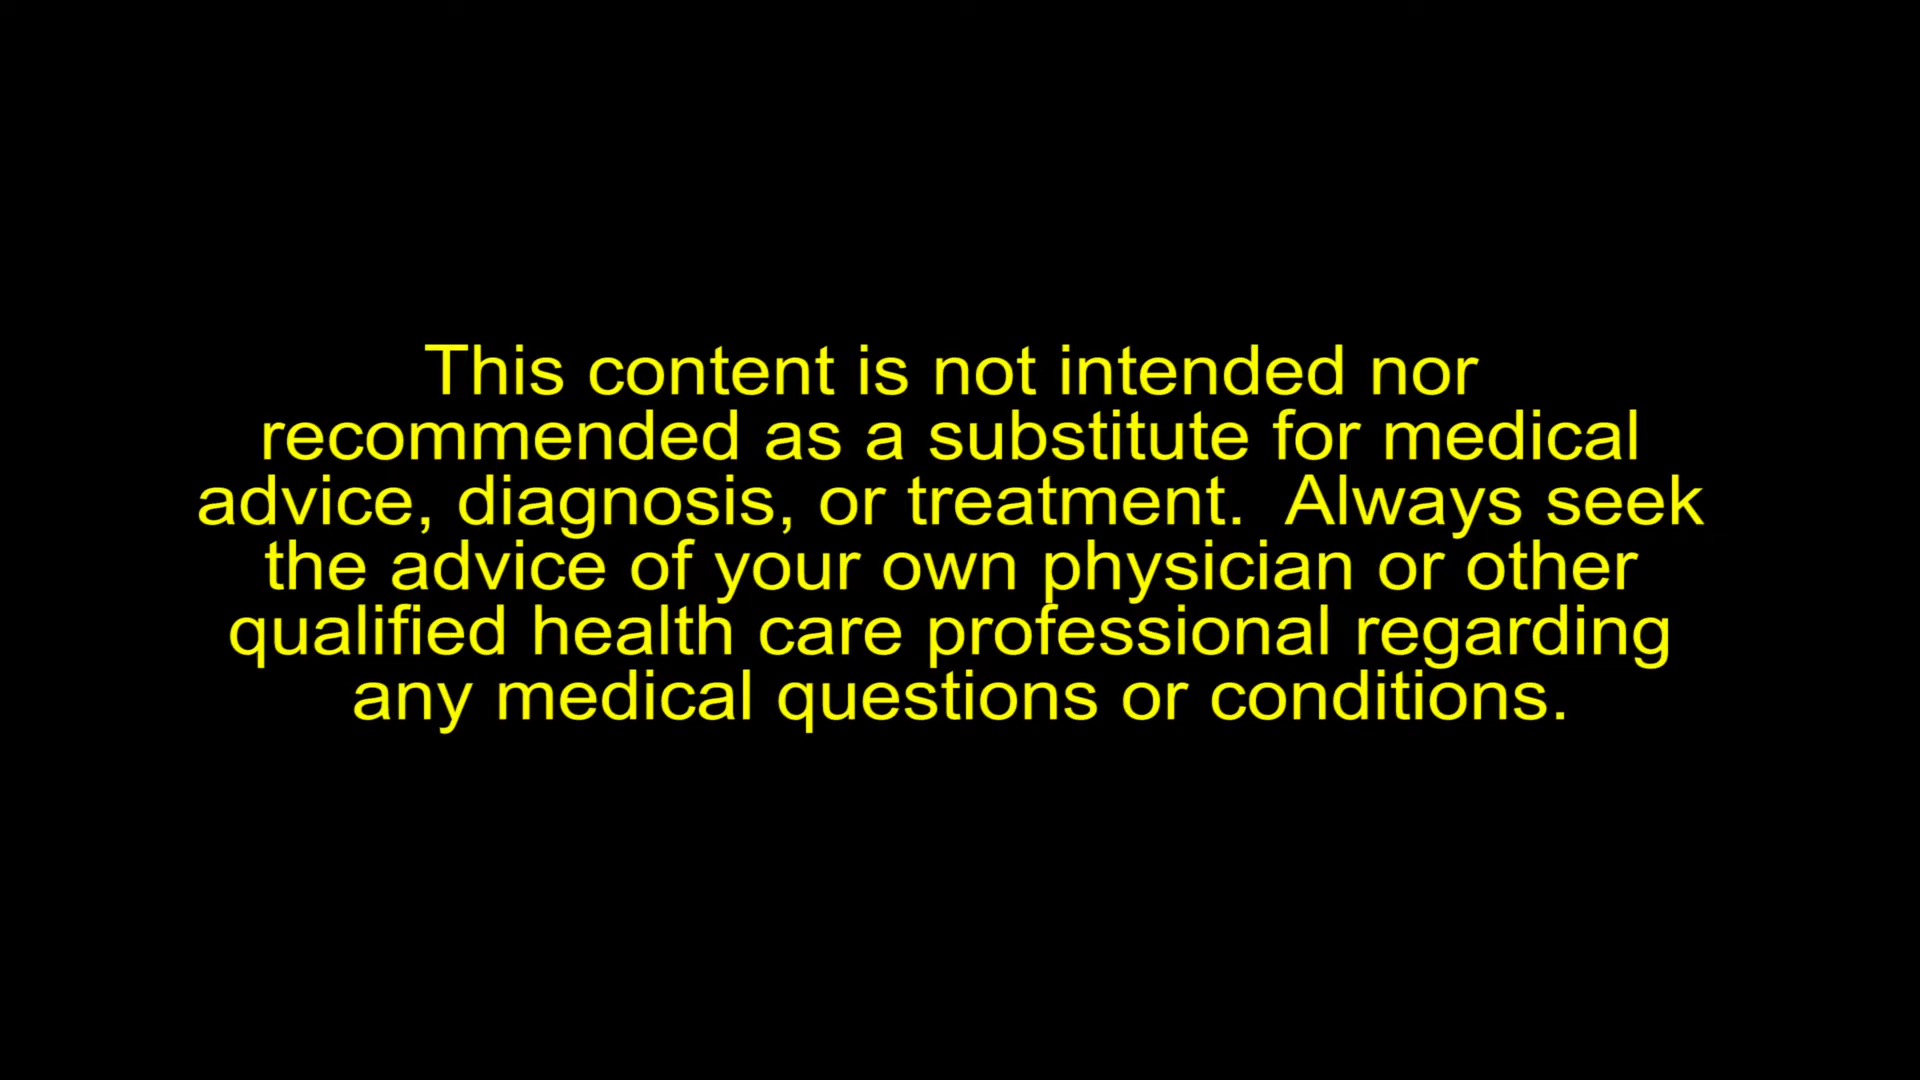 This content is not intended nor
recommended as a substitute for medical
advice, diagnosis, or treatment.  Always seek
the advice of your own physician or other
qualified health care professional regarding
any medical questions or conditions.